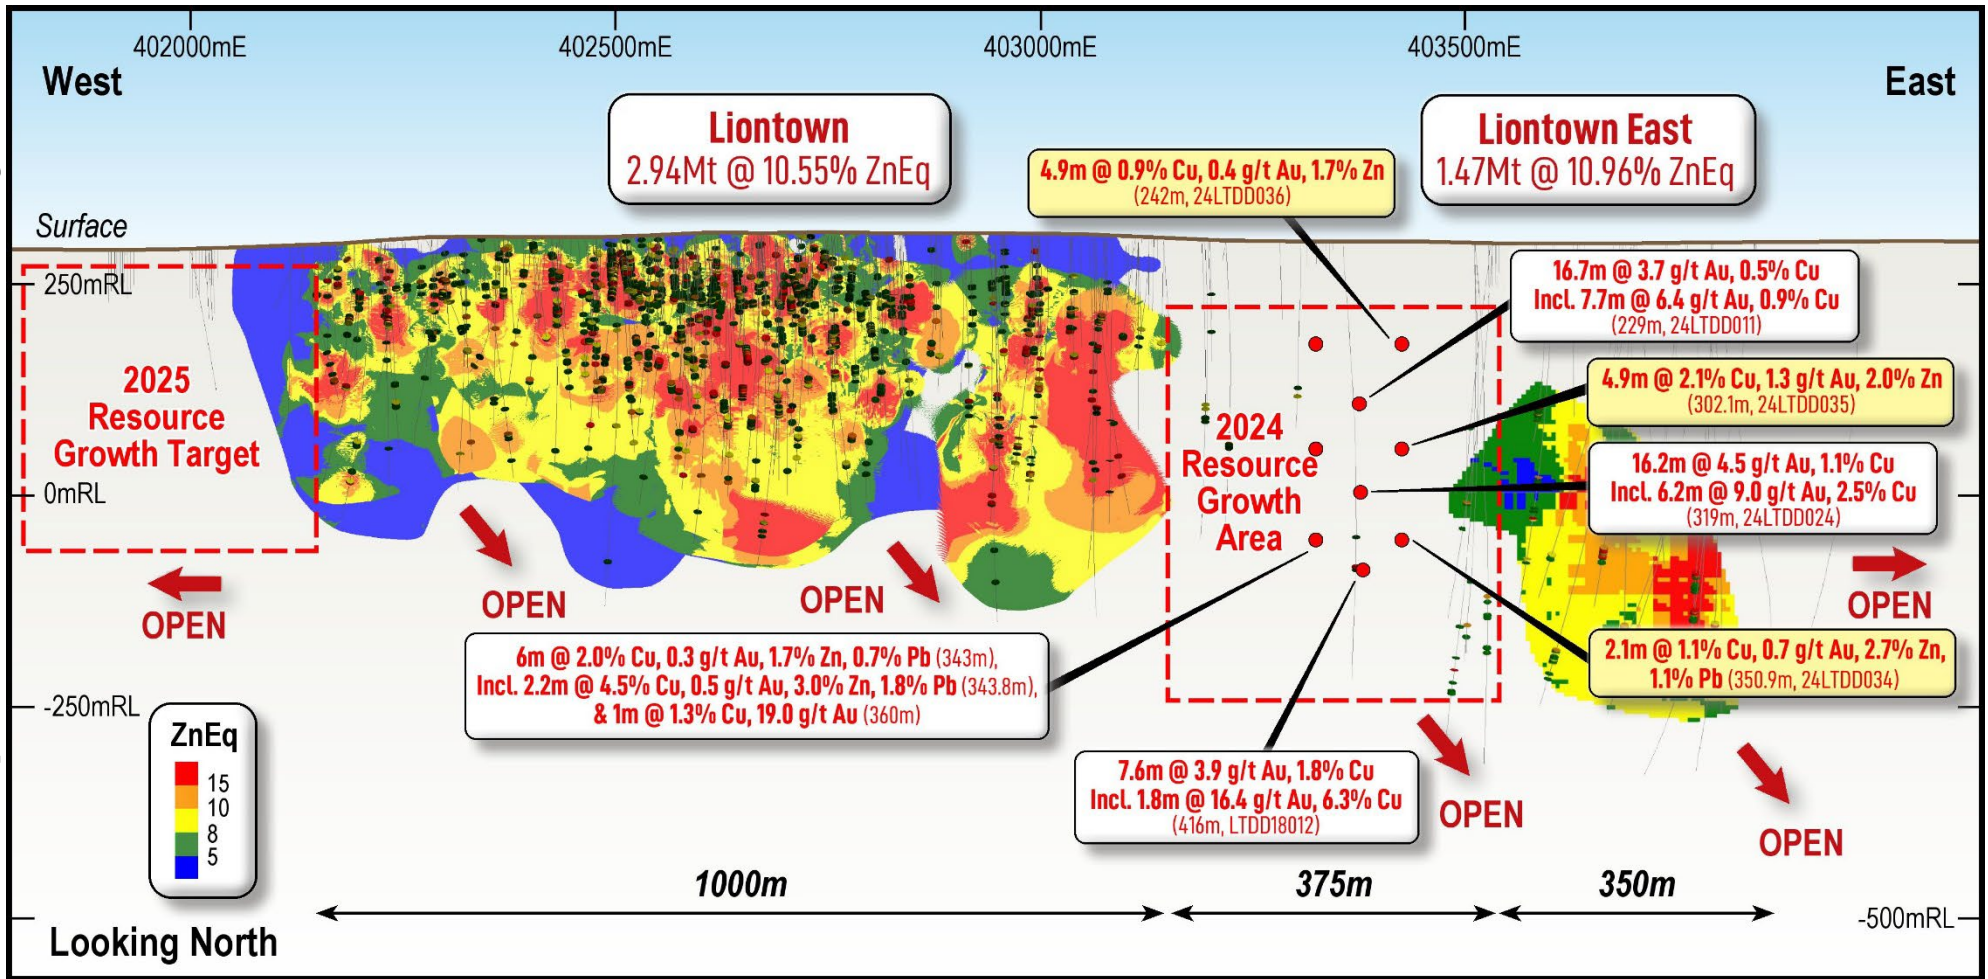 402000mE
402500mE
403000mE
403500mE
West
East
Liontown
2.94Mt @ 10.55% ZnEq
Liontown East
1.47Mt @ 10.96% ZnEq
4.9m @ 0.9% Cu, 0.4 g/t Au, 1.7% Zn
(242m, 24LTDD036)
Surface
250mRL
16.7m @ 3.7 g/t Au, 0.5% Cu
Incl. 7.7m @ 6.4 g/t Au, 0.9% Cu
(229m, 24LTDD011)
2025
Resource
Growth Target
4.9m @ 2.1% Cu, 1.3 g/t Au, 2.0% Zn
(302.1m, 24LTDD035)
2024
Resource
Growth
Area
0mRL
16.2m @ 4.5 g/t Au, 1.1% Cu
Incl. 6.2m @ 9.0 g/t Au, 2.5% Cu
(319m, 24LTDD024)
OPEN
OPEN
OPEN
OPEN
6m @ 2.0% Cu, 0.3 g/t Au, 1.7% Zn, 0.7% Pb (343m),
Incl. 2.2m @ 4.5% Cu, 0.5 g/t Au, 3.0% Zn, 1.8% Pb (343.8m),
& 1m @ 1.3% Cu, 19.0 g/t Au (360m)
2.1m @ 1.1% Cu, 0.7 g/t Au, 2.7% Zn,
1.1% Pb (350.9m, 24LTDD034)
-250mRL
ZnEq
15
10
8
5
7.6m @ 3.9 g/t Au, 1.8% Cu
Incl. 1.8m @ 16.4 g/t Au, 6.3% Cu
(416m, LTDD18012)
OPEN
OPEN
1000m
375m
350m
-500mRL
Looking North